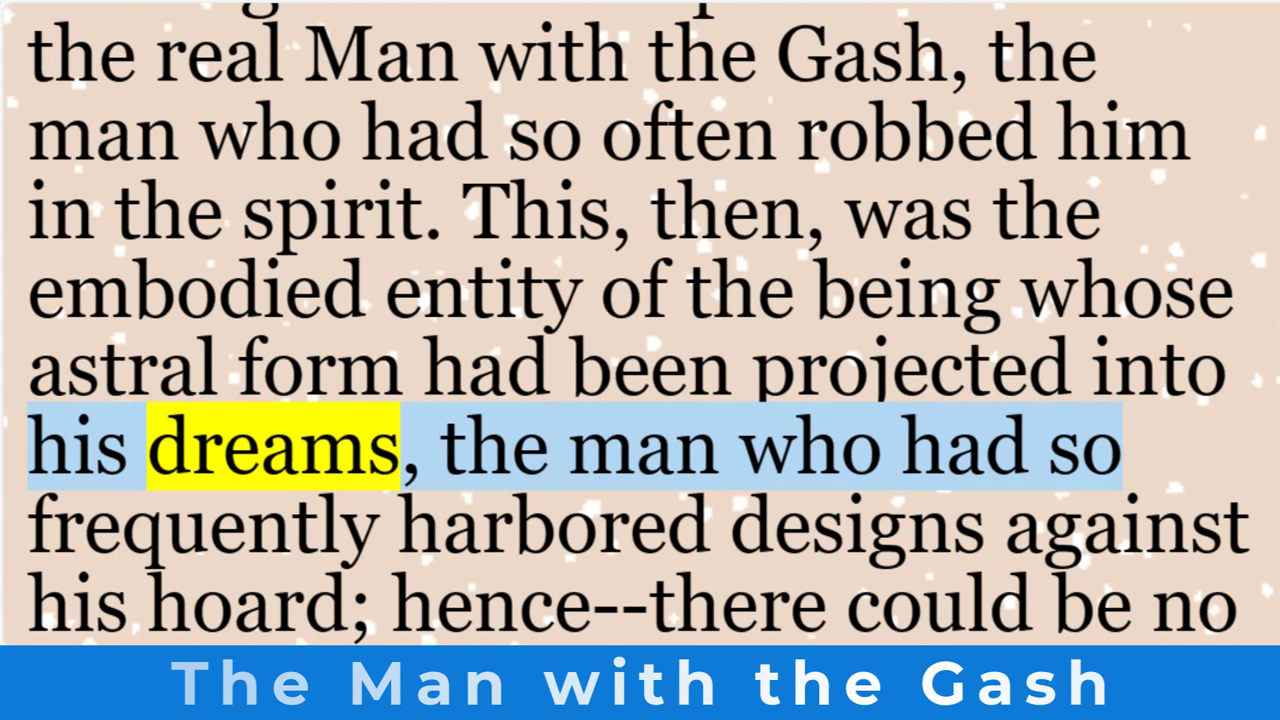 the real Man with the Gash, the
man who had so often robbed him
in the spirit. This, then, was the
embodied entity of the being whose
astral form had been projected into
his dreams, the man who had so
frequently harbored designs against
his hoard; hence--there could be no
The Man with the Gash